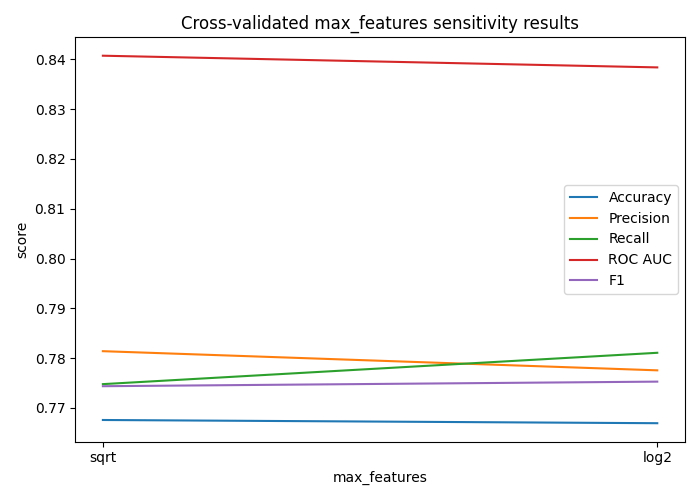 Cross-validated max_features sensitivity results
score
0.84
0.83
0.82
0.81
0.80
0.79
0.78
0.77
Accuracy
Precision
Recall
ROC AUC
F1
sqrt
log2
max_features